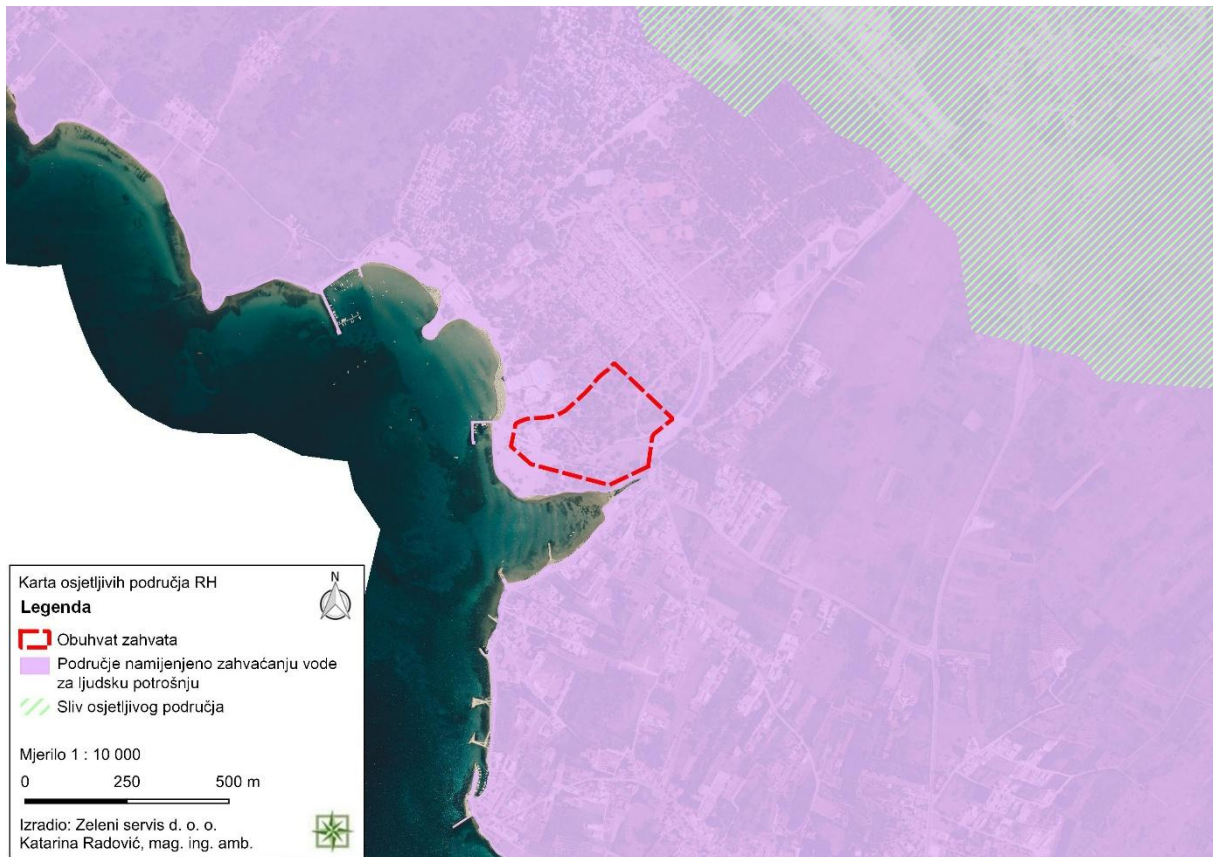 Karta osjetljivih područja RH
N
Legenda
Obuhvat zahvata
Područje namijenjeno zahvaćanju vode
za ljudsku potrošnju
Sliv osjetljivog područja
Mjerilo 1 : 10 000
0 250 500 m
Izradio: Zeleni servis d. o. o.
Katarina Radović, mag. ing. amb.